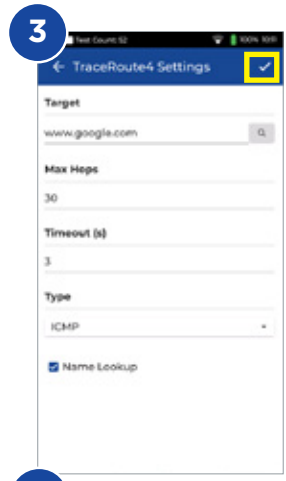 3
Test Count: 52 100% 10:11
TraceRoute4 Settings
Target
www.google.com
Max Hops
30
Timeout (s)
3
Type
ICMP
Name Lookup